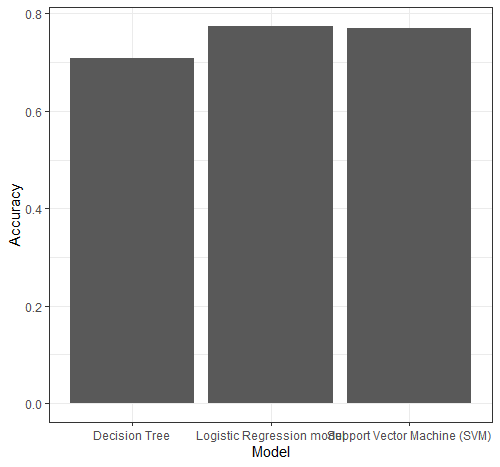 0.8
0.6
0.4
0.2
0.0
Accuracy
Decision Tree
Logistic Regression model
Support Vector Machine (SVM)
Model